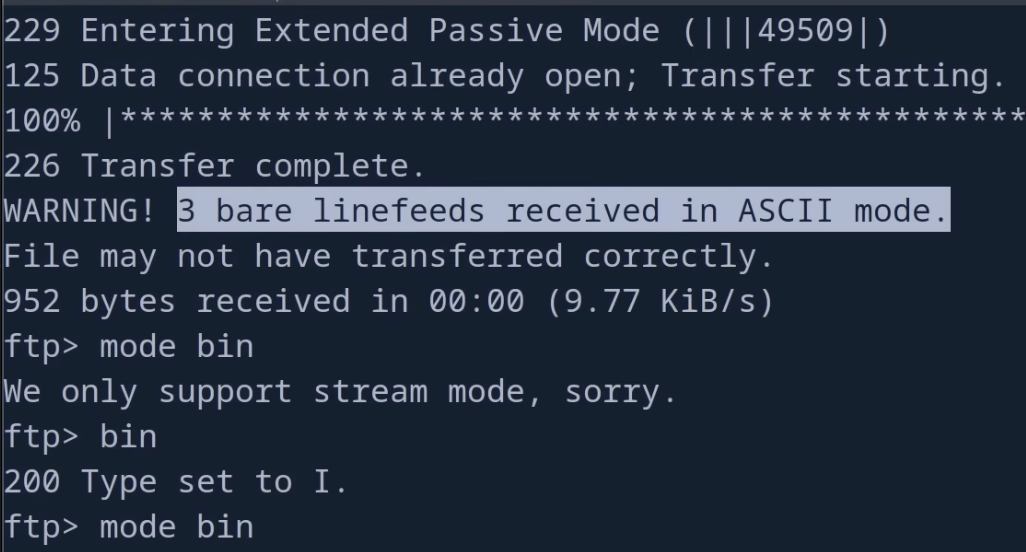 229 Entering Extended Passive Mode (|||49509|)
125 Data connection already open; Transfer starting.
100% |***********************************************
226 Transfer complete.
WARNING! 3 bare linefeeds received in ASCII mode.
File may not have transferred correctly.
952 bytes received in 00:00 (9.77 KiB/s)
ftp> mode bin
We only support stream mode, sorry.
ftp> bin
200 Type set to I.
ftp> mode bin